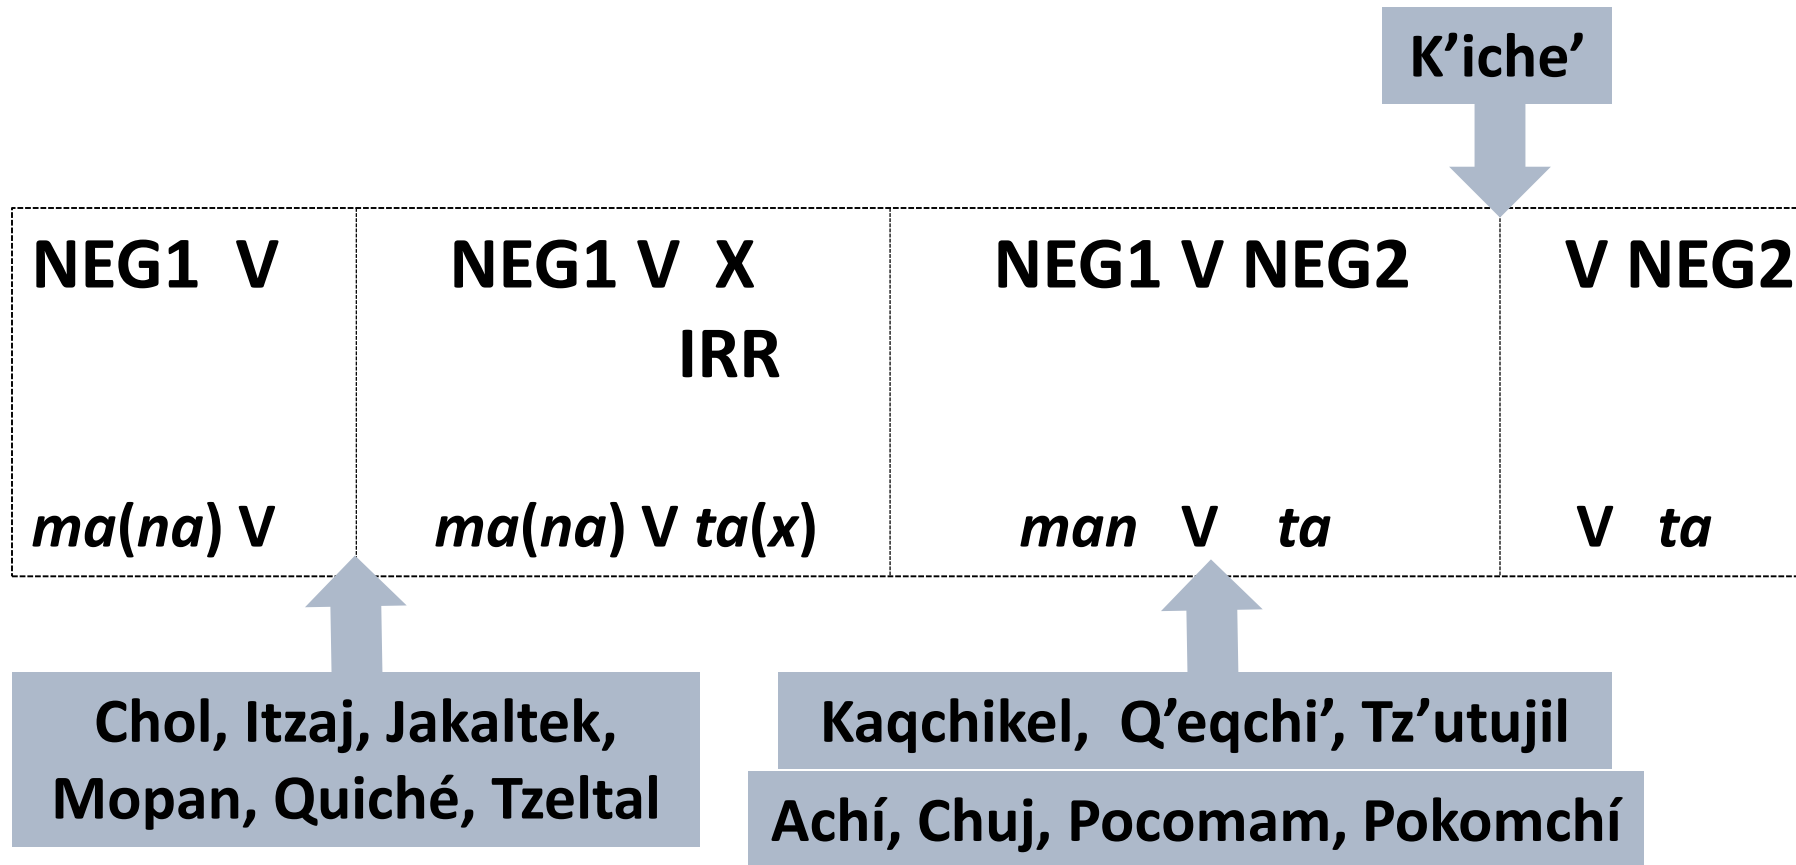 K’iche’
NEG1 V NEG1 V X NEG1 V NEG2 V NEG2
IRR
ma(na) V ma(na) V ta(x) man V ta V ta
Chol, Itzaj, Jakaltek,
Mopan, Quiché, Tzeltal
Kaqchikel, Q’eqchi’, Tz’utujil
Achí, Chuj, Pocomam, Pokomchí